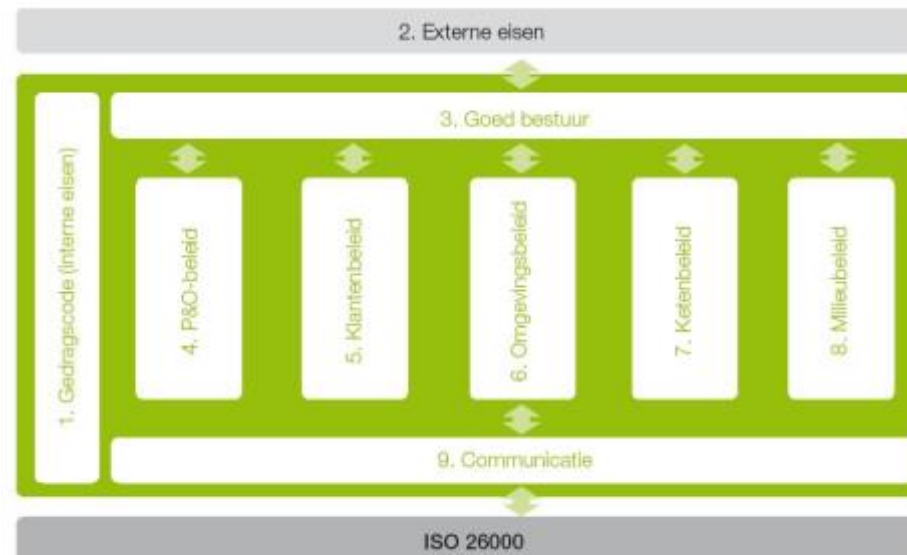 2. Externe eisen
3. Goed bestuur
1. Gedragscode (interne eisen)
4. P&O-beleid
5. Klantenbeleid
6. Omgevingsbeleid
7. Ketenbeleid
8. Milieubeleid
9. Communicatie
ISO 26000